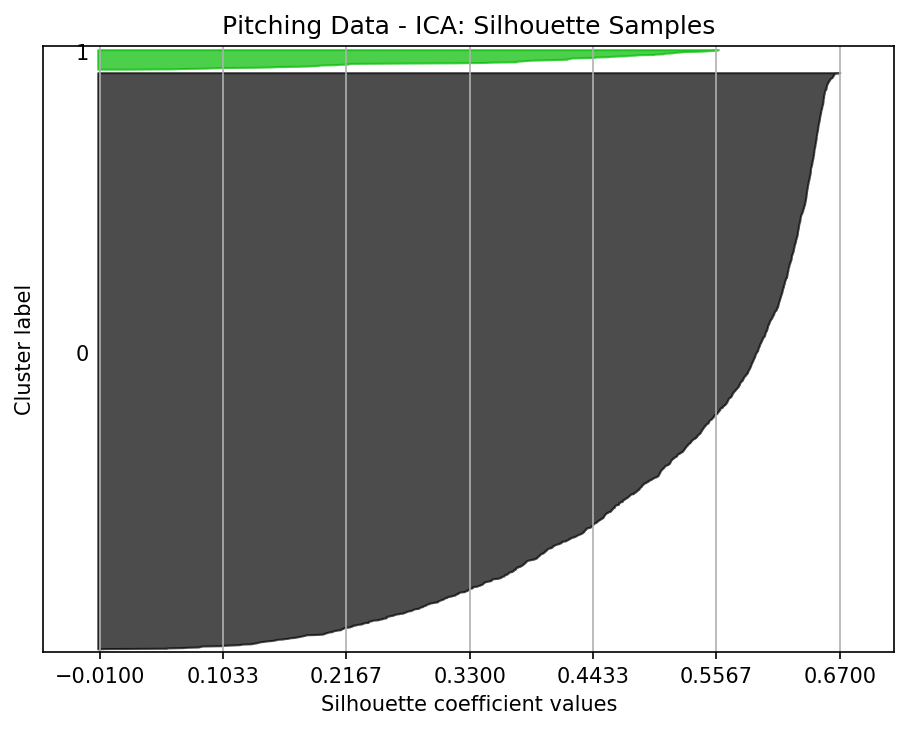 Pitching Data - ICA: Silhouette Samples
1
0
Cluster label
−0.0100 0.1033 0.2167 0.3300 0.4433 0.5567 0.6700
Silhouette coefficient values